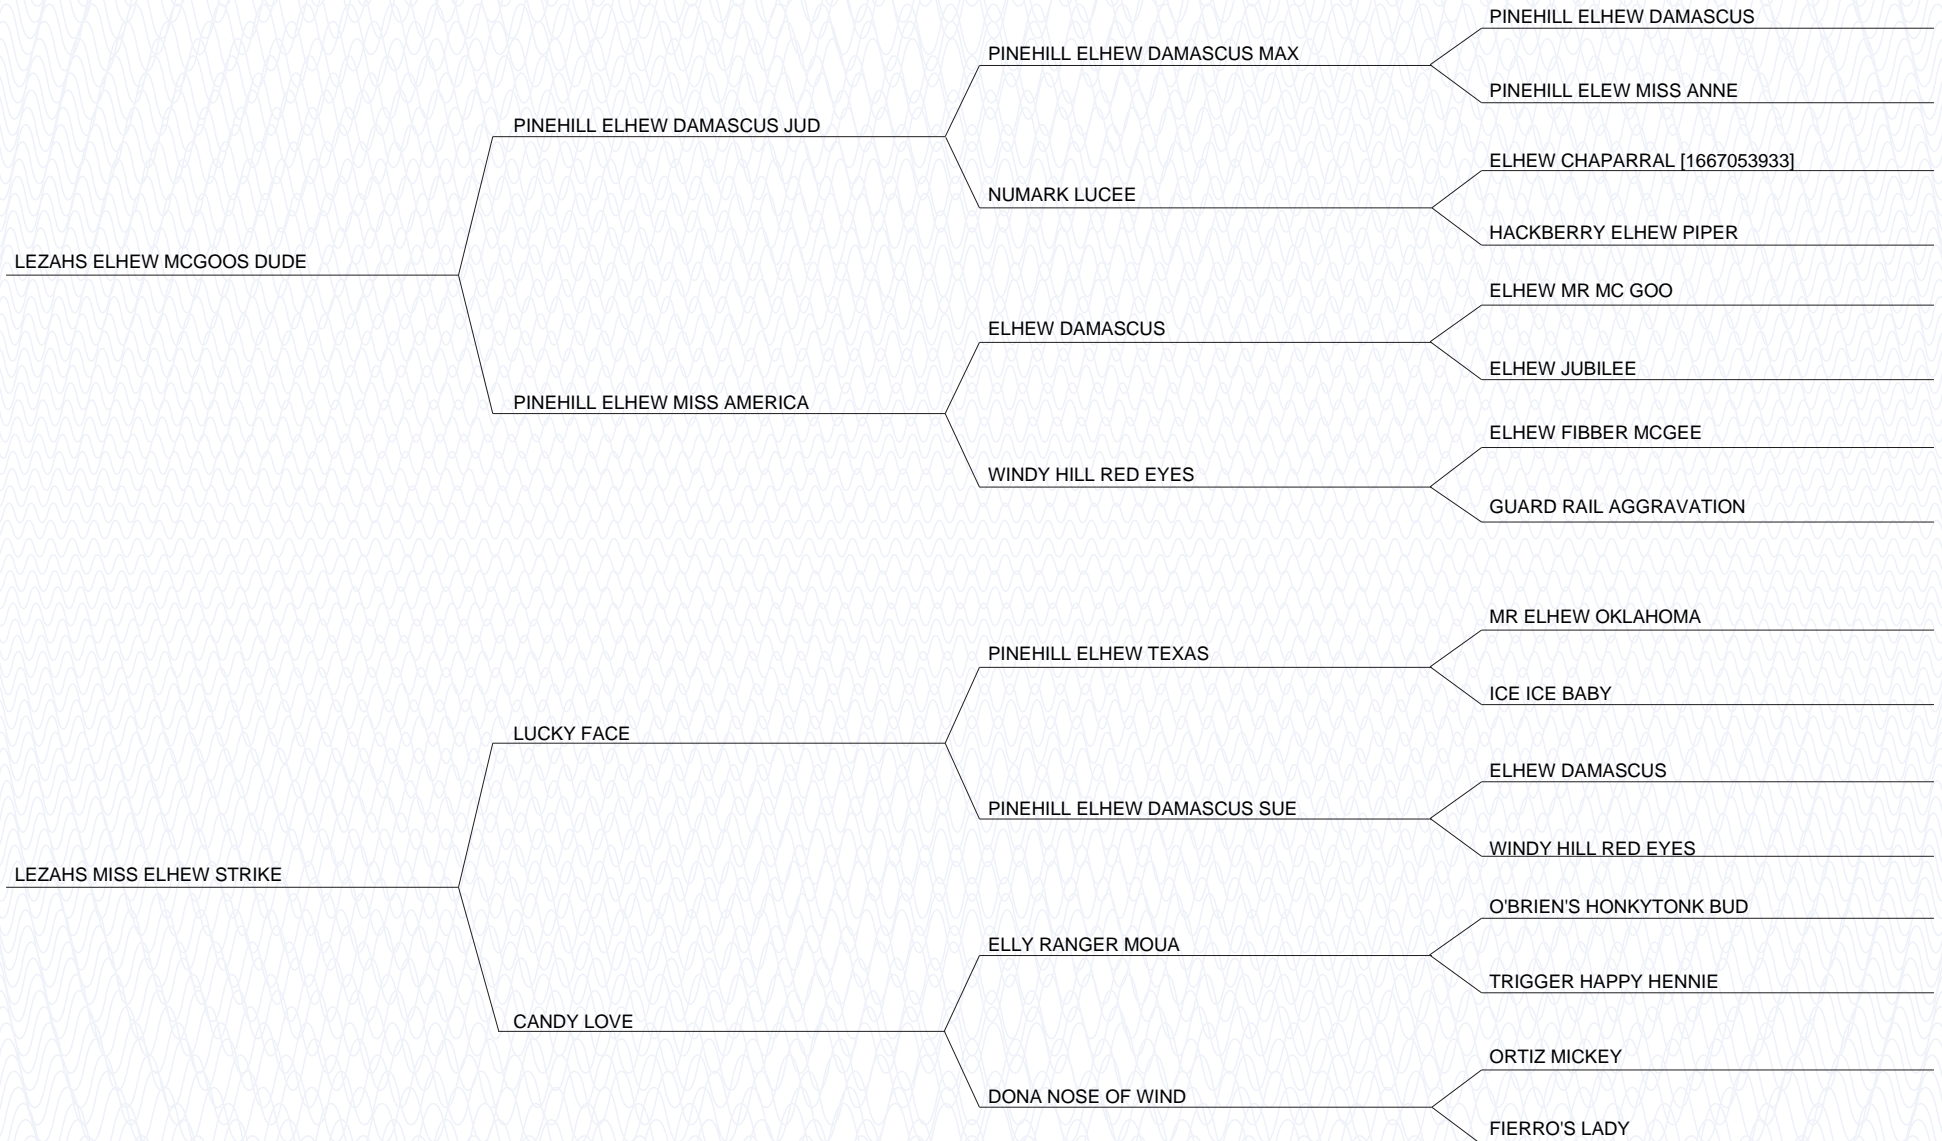 PINEHILL ELHEW DAMASCUS
PINEHILL ELHEW DAMASCUS MAX
PINEHILL ELEW MISS ANNE
PINEHILL ELHEW DAMASCUS JUD
ELHEW CHAPARRAL [1667053933]
NUMARK LUCEE
HACKBERRY ELHEW PIPER
LEZAHS ELHEW MCGOOS DUDE
ELHEW MR MC GOO
ELHEW DAMASCUS
ELHEW JUBILEE
PINEHILL ELHEW MISS AMERICA
ELHEW FIBBER MCGEE
WINDY HILL RED EYES
GUARD RAIL AGGRAVATION
MR ELHEW OKLAHOMA
PINEHILL ELHEW TEXAS
ICE ICE BABY
LUCKY FACE
ELHEW DAMASCUS
PINEHILL ELHEW DAMASCUS SUE
WINDY HILL RED EYES
LEZAHS MISS ELHEW STRIKE
O'BRIEN'S HONKYTONK BUD
ELLY RANGER MOUA
TRIGGER HAPPY HENNIE
CANDY LOVE
ORTIZ MICKEY
DONA NOSE OF WIND
FIERRO'S LADY